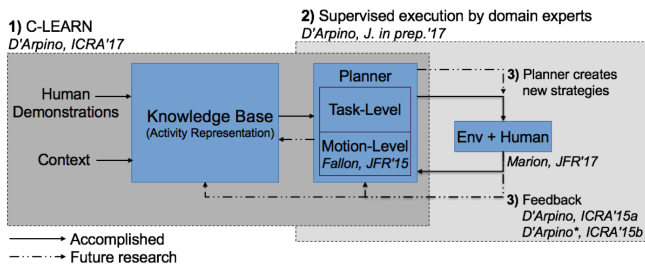 1) C-LEARN
D'Arpino, ICRA'17
2) Supervised execution by domain experts
D'Arpino, J. in prep.'17
Human
Demonstrations
Context
Knowledge Base
(Activity Representation)
Planner
Task-Level
Motion-Level
Fallon, JFR'15
3) Planner creates
new strategies
Env + Human
Marion, JFR'17
3) Feedback
D'Arpino, ICRA'15a
D'Arpino*, ICRA'15b
Accomplished
Future research